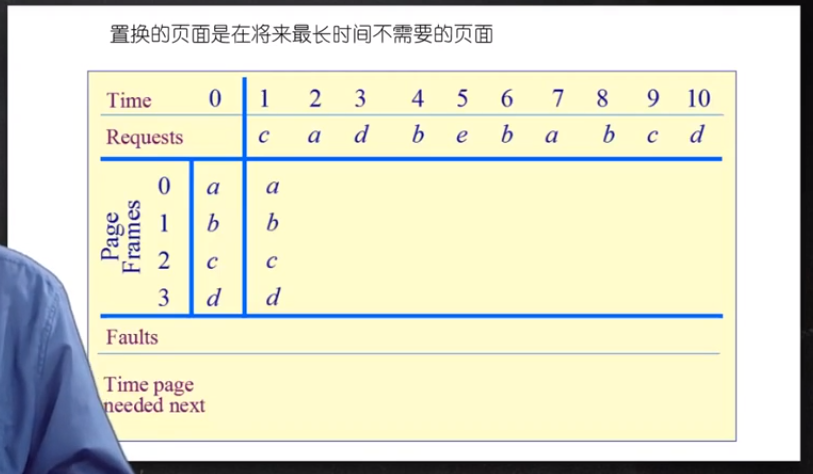 置换的页面是在将来最长时间不需要的页面
Time 0 1 2 3 4 5 6 7 8 9 10
Requests c a d b e b a b c d
Page Frames
0 a a
1 b b
2 c c
3 d d
Faults
Time page
needed next